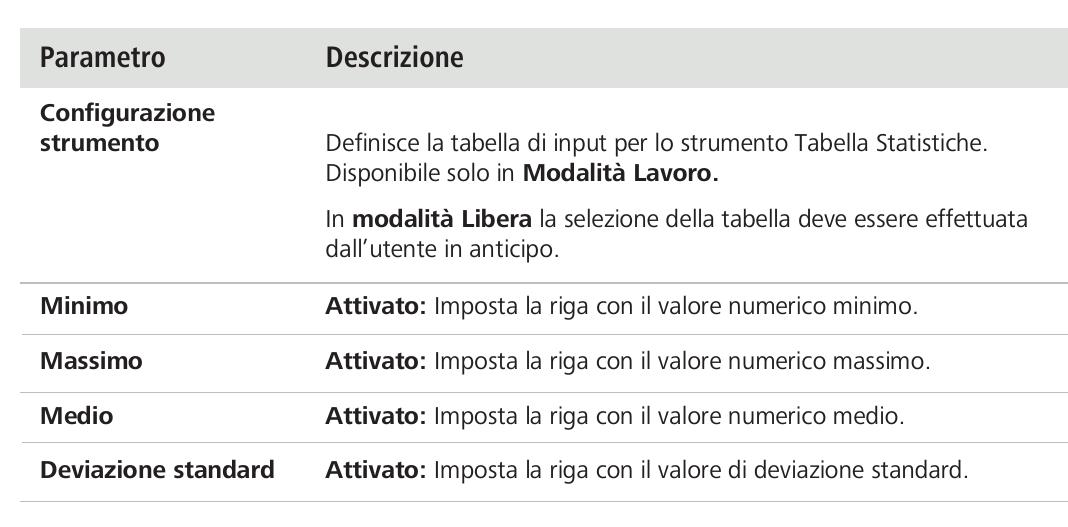 Parametro Descrizione
Configurazione
strumento Definisce la tabella di input per lo strumento Tabella Statistiche.
Disponibile solo in Modalità Lavoro.
In modalità Libera la selezione della tabella deve essere effettuata
dall’utente in anticipo.
Minimo Attivato: Imposta la riga con il valore numerico minimo.
Massimo Attivato: Imposta la riga con il valore numerico massimo.
Medio Attivato: Imposta la riga con il valore numerico medio.
Deviazione standard Attivato: Imposta la riga con il valore di deviazione standard.